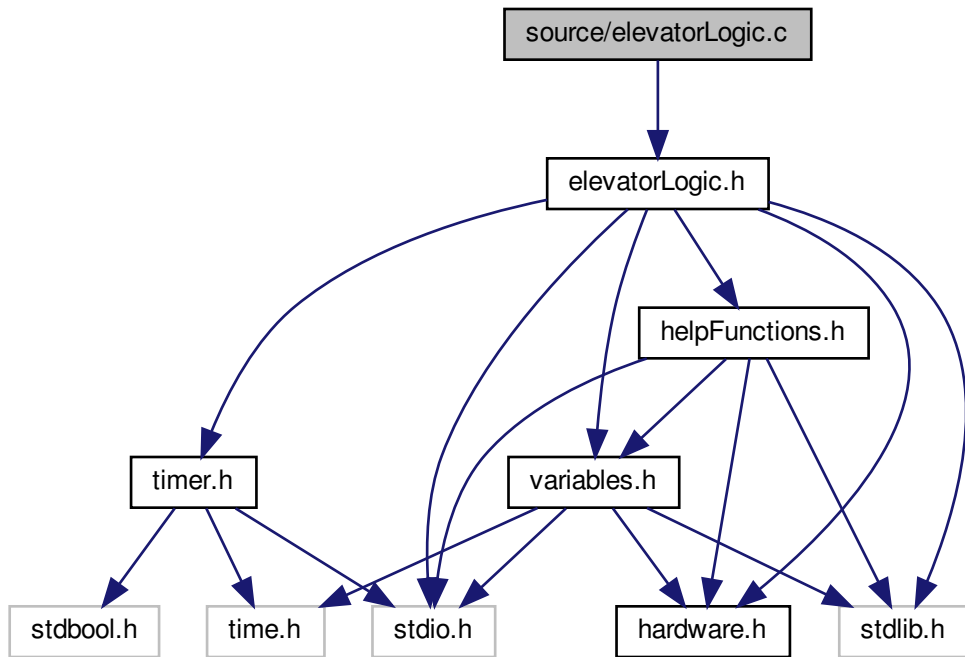 source/elevatorLogic.c
elevatorLogic.h
helpFunctions.h
timer.h
variables.h
stdbool.h
time.h
stdio.h
hardware.h
stdlib.h